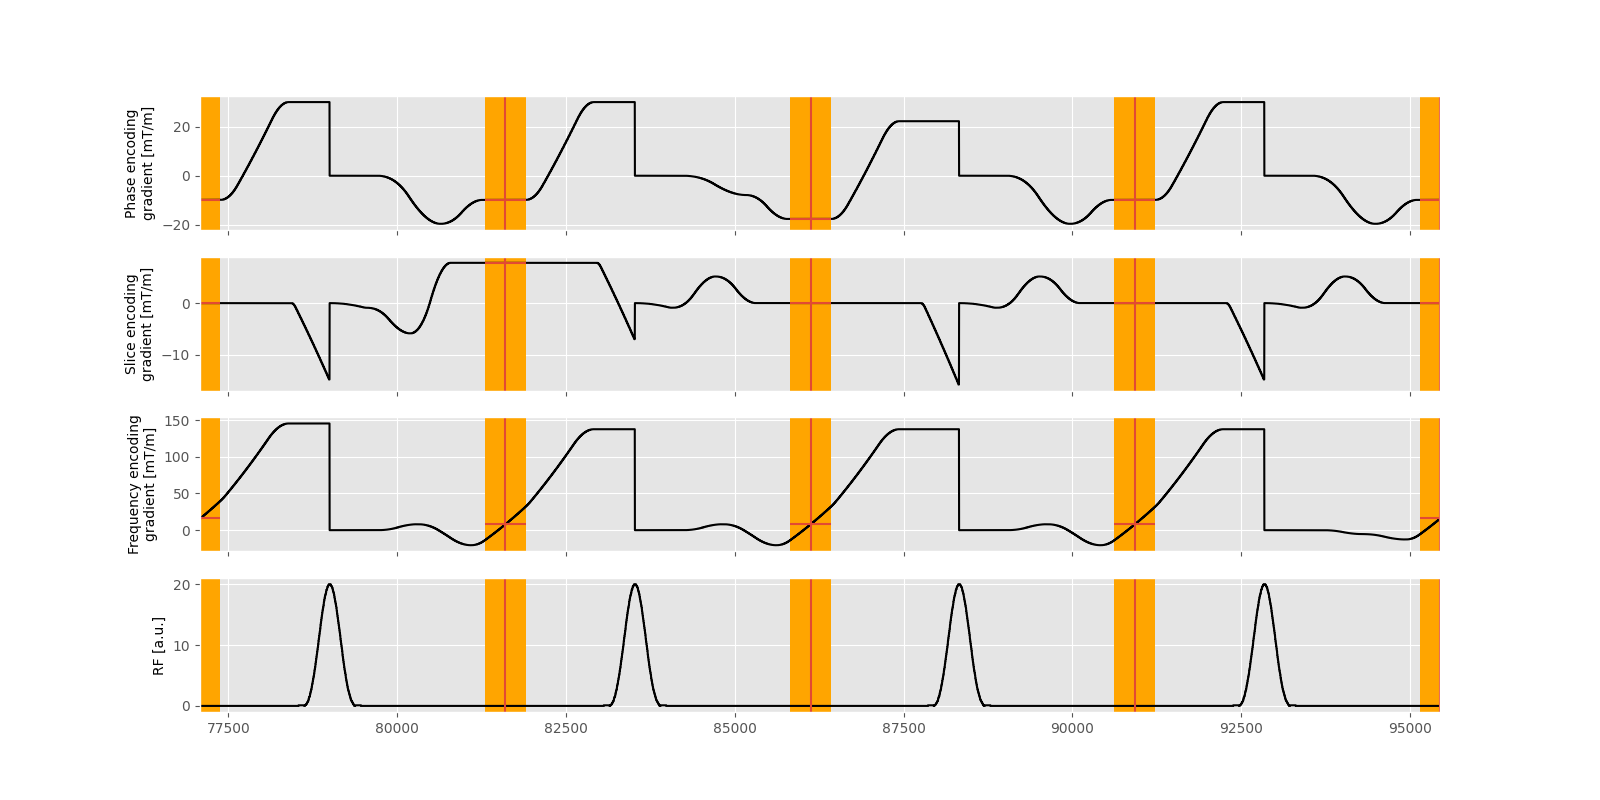 Phase encoding
gradient [mT/m]
20
0
−20
Slice encoding
gradient [mT/m]
0
−10
Frequency encoding
gradient [mT/m]
150
100
50
0
RF [a.u.]
20
10
0
77500 80000 82500 85000 87500 90000 92500 95000